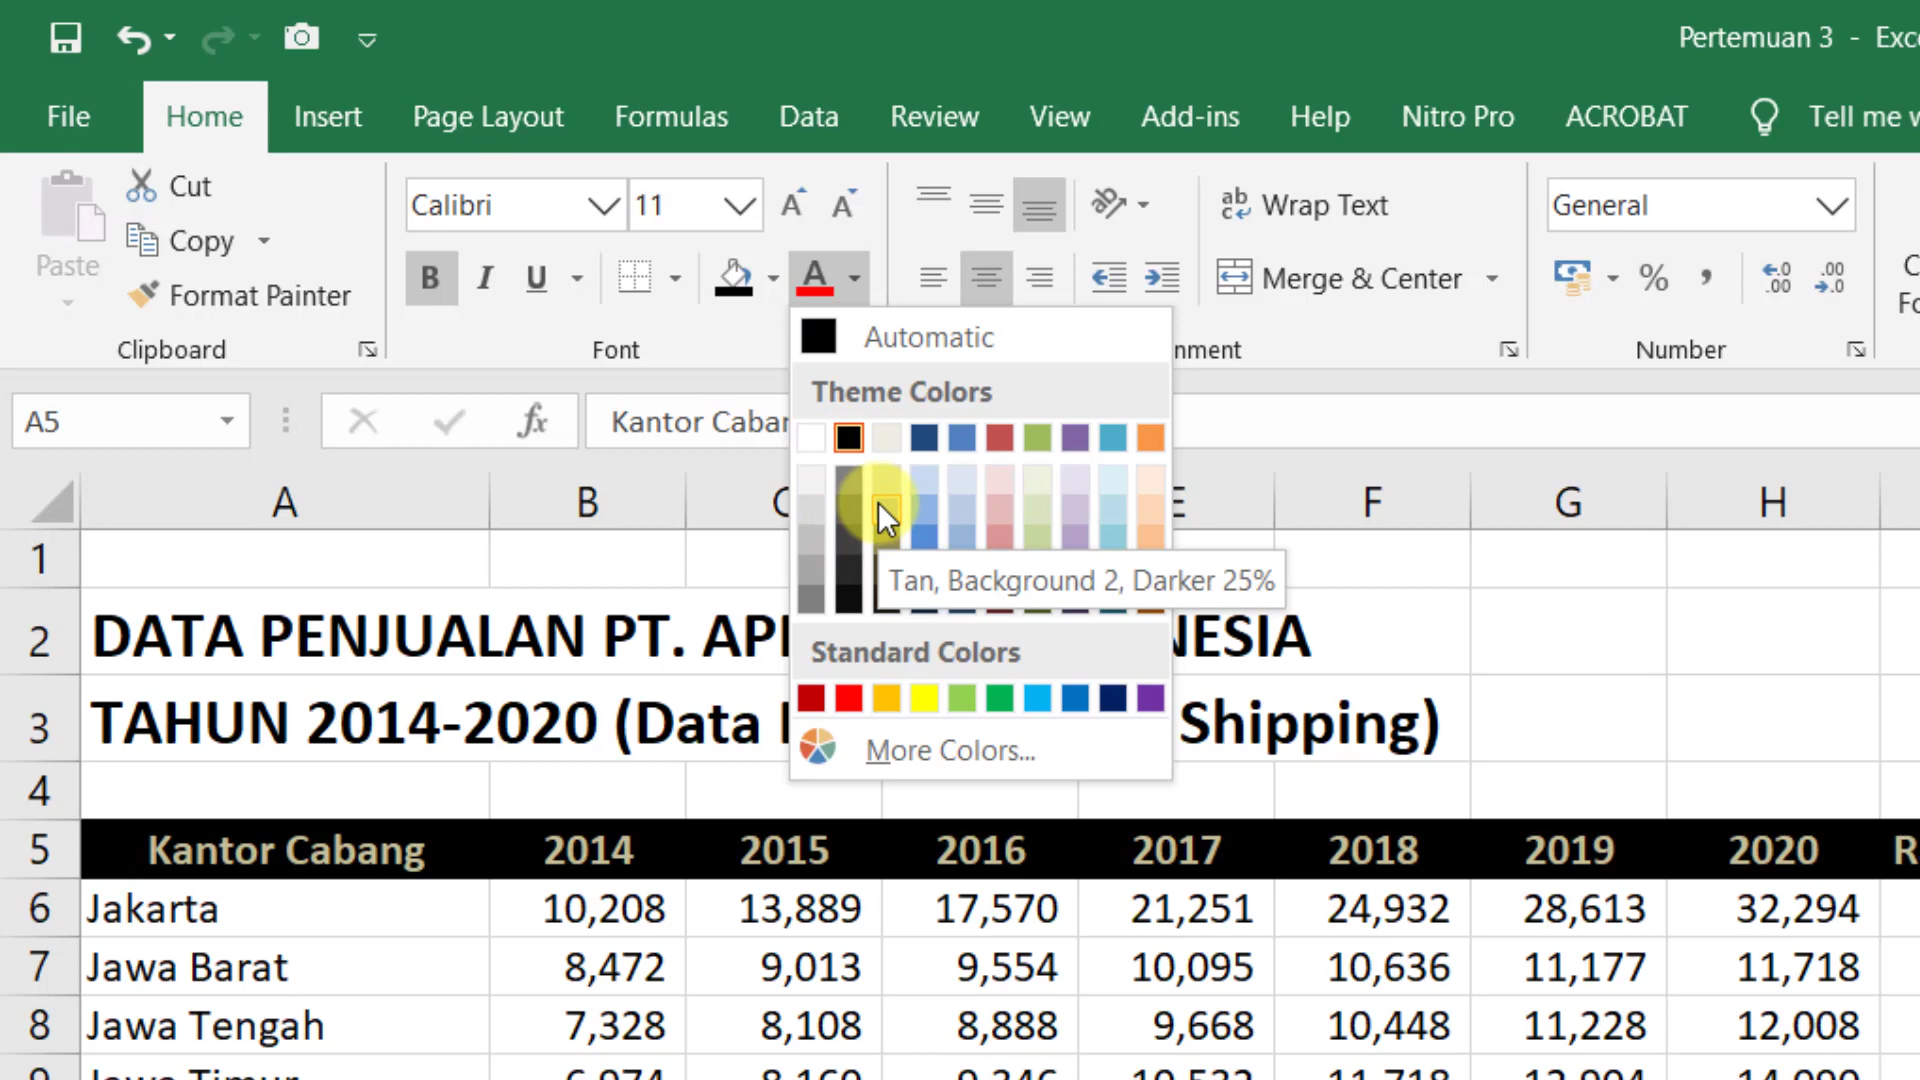 Pertemuan 3 - Exce
File Home Insert Page Layout Formulas Data Review View Add-ins Help Nitro Pro ACROBAT Tell me w
Paste
Cut
Copy
Format Painter
Clipboard
Calibri 11
B I U
Font
Wrap Text
Merge & Center
nment
General
% ,
Number
Automatic
Theme Colors
Tan, Background 2, Darker 25%
Standard Colors
More Colors...
A5 fx Kantor Caban
A B C E F G H
1
2 DATA PENJUALAN PT. AP NESIA
3 TAHUN 2014-2020 (Data Shipping)
4
5 Kantor Cabang 2014 2015 2016 2017 2018 2019 2020 R
6 Jakarta 10,208 13,889 17,570 21,251 24,932 28,613 32,294
7 Jawa Barat 8,472 9,013 9,554 10,095 10,636 11,177 11,718
8 Jawa Tengah 7,328 8,108 8,888 9,668 10,448 11,228 12,008